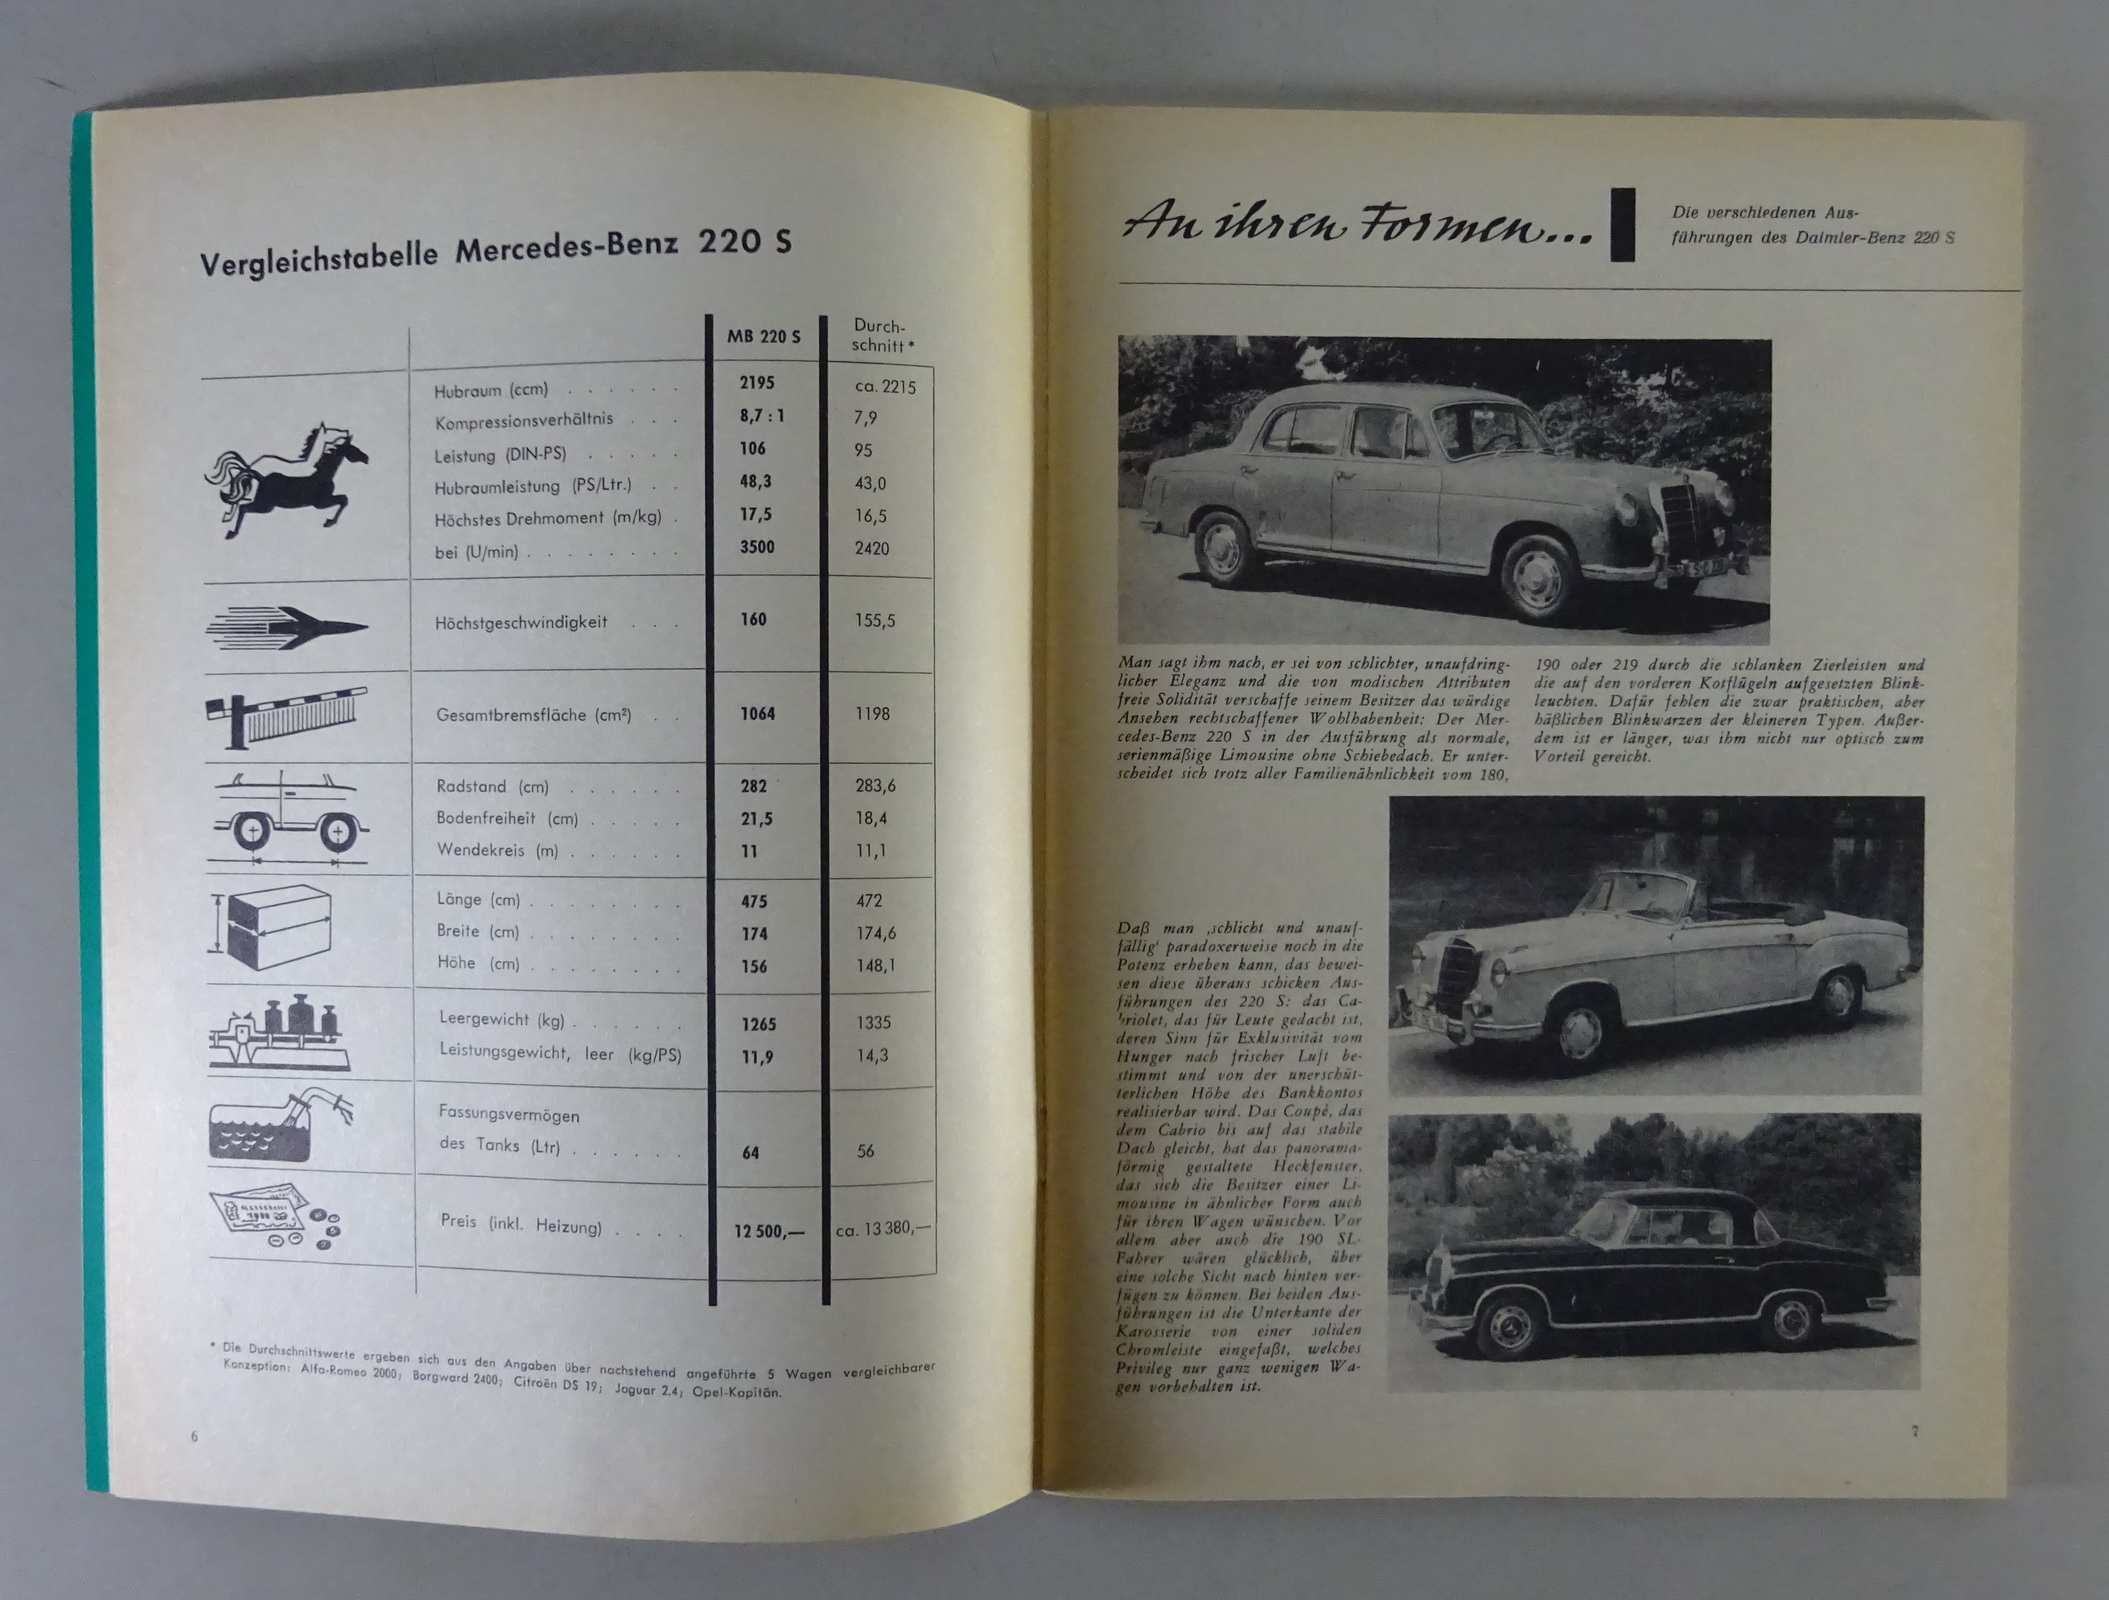 Vergleichstabelle Mercedes-Benz 220 S
MB 220 S
Durch-
schnitt*
Hubraum (ccm) . . . . . . 2195 ca. 2215
Kompressionsverhältnis . . . 8,7 : 1 7,9
Leistung (DIN-PS) . . . . . 106 95
Hubraumleistung (PS/Ltr.) . . 48,3 43,0
Höchstes Drehmoment (m/kg) . 17,5 16,5
bei (U/min) . . . . . . . . 3500 2420
Höchstgeschwindigkeit . . . 160 155,5
Gesamtbremsfläche (cm²) . . 1064 1198
Radstand (cm) . . . . . . 282 283,6
Bodenfreiheit (cm) . . . . . 21,5 18,4
Wendekreis (m) . . . . . . 11 11,1
Länge (cm) . . . . . . . . 475 472
Breite (cm) . . . . . . . . 174 174,6
Höhe (cm) . . . . . . . . 156 148,1
Leergewicht (kg) . . . . . . 1265 1335
Leistungsgewicht, leer (kg/PS) 11,9 14,3
Fassungsvermögen
des Tanks (Ltr) . . . . . . 64 56
Preis (inkl. Heizung) . . . . 12 500,— ca. 13 380,—
* Die Durchschnittswerte ergeben sich aus den Angaben über nachstehend angeführte 5 Wagen vergleichbarer
Konzeption: Alfa-Romeo 2000; Borgward 2400; Citroën DS 19; Jaguar 2.4; Opel-Kapitän.
6
An ihren Formen...
Die verschiedenen Aus-
führungen des Daimler-Benz 220 S
Man sagt ihm nach, er sei von schlichter, unaufdring-
licher Eleganz und die von modischen Attributen
freie Solidität verschaffe seinem Besitzer das würdige
Ansehen rechtschaffener Wohlhabenheit: Der Mer-
cedes-Benz 220 S in der Ausführung als normale,
serienmäßige Limousine ohne Schiebedach. Er unter-
scheidet sich trotz aller Familienähnlichkeit vom 180,
190 oder 219 durch die schlanken Zierleisten und
die auf den vorderen Kotflügeln aufgesetzten Blink-
leuchten. Dafür fehlen die zwar praktischen, aber
häßlichen Blinkwarzen der kleineren Typen. Außer-
dem ist er länger, was ihm nicht nur optisch zum
Vorteil gereicht.
Daß man ‚schlicht und unauf-
fällig' paradoxerweise noch in die
Potenz erheben kann, das bewei-
sen diese überaus schicken Aus-
führungen des 220 S: das Ca-
briolet, das für Leute gedacht ist,
deren Sinn für Exklusivität vom
Hunger nach frischer Luft be-
stimmt und von der unerschüt-
terlichen Höhe des Bankkontos
realisierbar wird. Das Coupé, das
dem Cabrio bis auf das stabile
Dach gleicht, hat das panorama-
förmig gestaltete Heckfenster,
das sich die Besitzer einer Li-
mousine in ähnlicher Form auch
für ihren Wagen wünschen. Vor
allem aber auch die 190 SL-
Fahrer wären glücklich, über
eine solche Sicht nach hinten ver-
fügen zu können. Bei beiden Aus-
führungen ist die Unterkante der
Karosserie von einer soliden
Chromleiste eingefaßt, welches
Privileg nur ganz wenigen Wa-
gen vorbehalten ist.
7